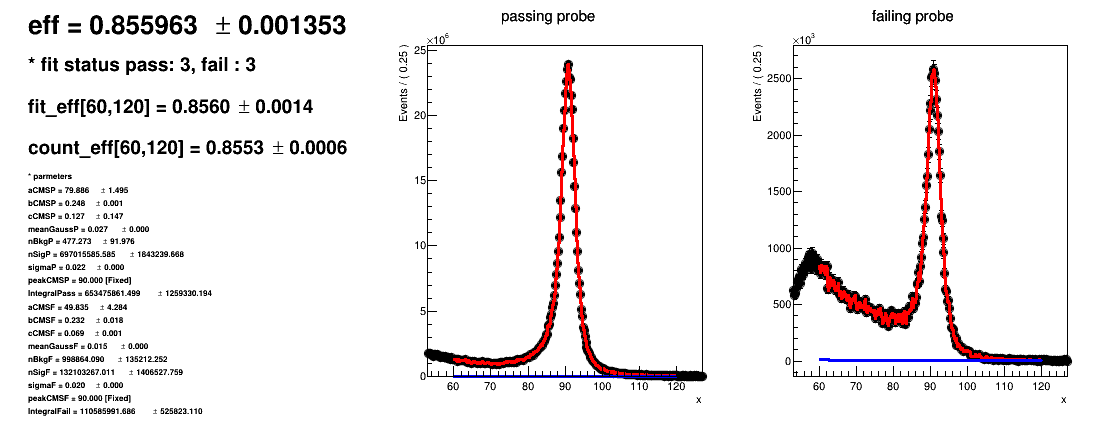 eff = 0.855963 ± 0.001353
* fit status pass: 3, fail : 3
fit_eff[60,120] = 0.8560 ± 0.0014
count_eff[60,120] = 0.8553 ± 0.0006
* parmeters
aCMSP = 79.886 ± 1.495
bCMSP = 0.248 ± 0.001
cCMSP = 0.127 ± 0.147
meanGaussP = 0.027 ± 0.000
nBkgP = 477.273 ± 91.976
nSigP = 697015585.585 ± 1843239.668
sigmaP = 0.022 ± 0.000
peakCMSP = 90.000 [Fixed]
IntegralPass = 653475861.499 ± 1259330.194
aCMSF = 49.835 ± 4.284
bCMSF = 0.232 ± 0.018
cCMSF = 0.069 ± 0.001
meanGaussF = 0.015 ± 0.000
nBkgF = 998864.090 ± 135212.252
nSigF = 132103267.011 ± 1406527.759
sigmaF = 0.020 ± 0.000
peakCMSF = 90.000 [Fixed]
IntegralFail = 110585991.686 ± 525823.110
passing probe
×10⁶
Events / ( 0.25 )
25
20
15
10
5
0
60 70 80 90 100 110 120
x
failing probe
×10³
Events / ( 0.25 )
2500
2000
1500
1000
500
0
60 70 80 90 100 110 120
x